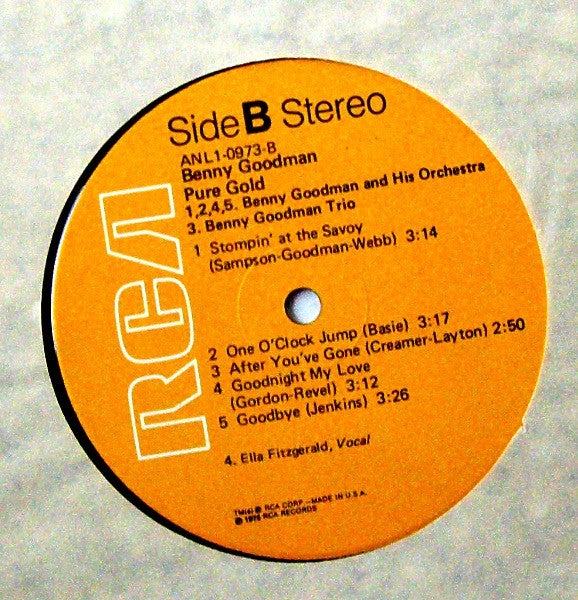 Side B Stereo
ANL1-0973-B
Benny Goodman
Pure Gold
1,2,4,5. Benny Goodman and His Orchestra
3. Benny Goodman Trio
1 Stompin' at the Savoy
(Sampson-Goodman-Webb) 3:14
2 One O'Clock Jump (Basie) 3:17
3 After You've Gone (Creamer-Layton) 2:50
4 Goodnight My Love
(Gordon-Revel) 3:12
5 Goodbye (Jenkins) 3:26
4. Ella Fitzgerald, Vocal
TM(s) ® RCA CORP.—MADE IN U.S.A.
℗ 1975 RCA RECORDS
RCA